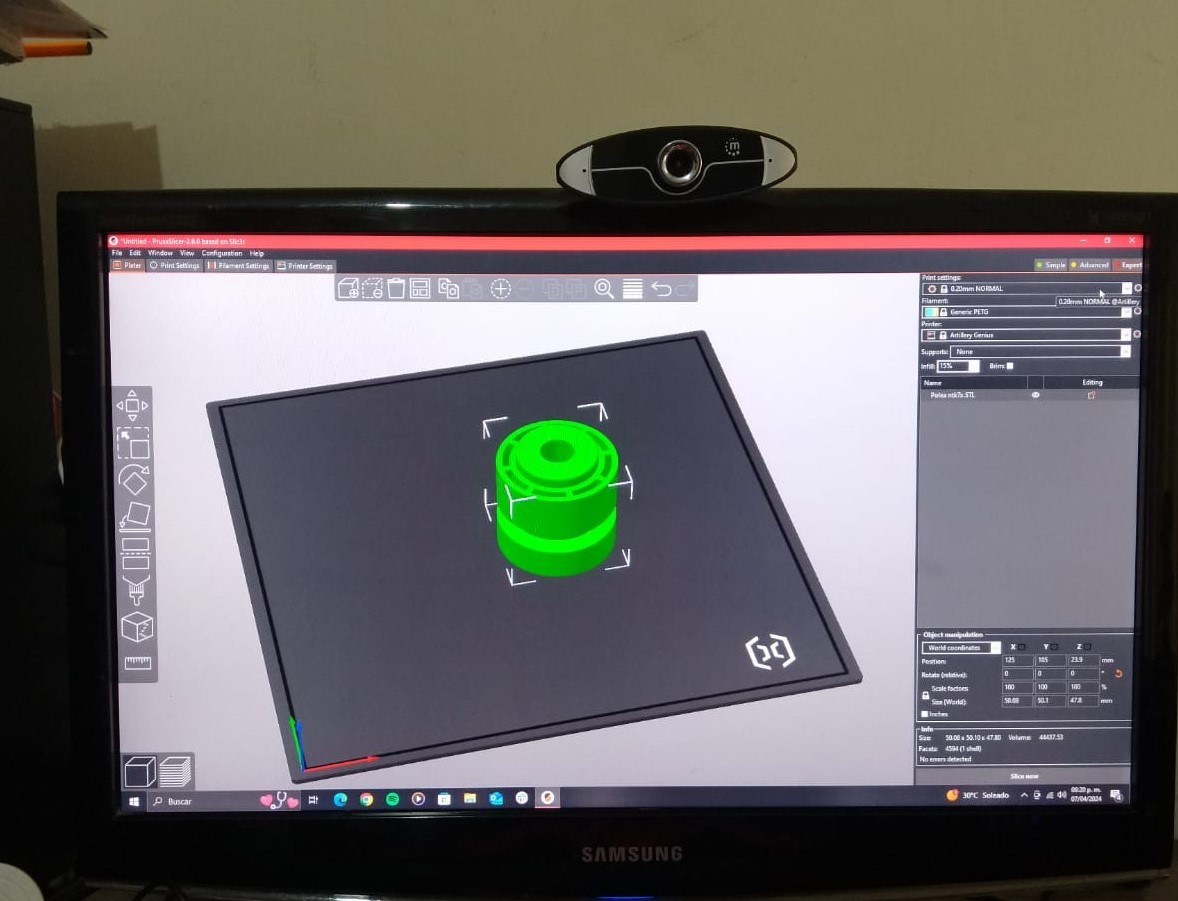 m
*Untitled - PrusaSlicer-2.6.0 based on Slic3r
File Edit Window View Configuration Help
Plater Print Settings Filament Settings Printer Settings
Simple Advanced Expert
Print settings:
0.20mm NORMAL
0.20mm NORMAL @Artillery
Filament:
Generic PETG
Printer:
Artillery Genius
Supports: None
Infill: 15% Brim:
Name Editing
.STL
Object manipulation
World coordinates X Y Z
Position: 125 105 23.9 mm
Rotate (relative): 0 0 0 °
Scale factors: 100 100 100 %
Size [World]: 50.08 50.1 47.8 mm
Inches
Info
Size: 50.08 x 50.10 x 47.80 Volume: 44437.53
Facets: 4594 (1 shell)
No errors detected
Slice now
Buscar
30°C Soleado
07/04/2024
SAMSUNG